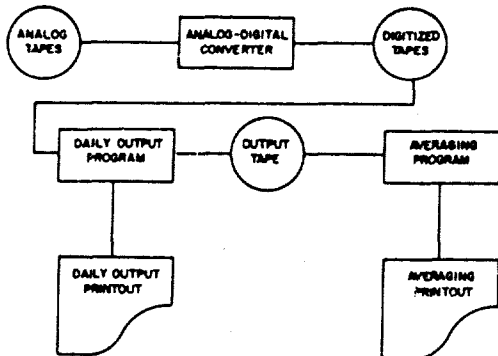 ANALOG
TAPES
ANALOG-DIGITAL
CONVERTER
DIGITIZED
TAPES
DAILY OUTPUT
PROGRAM
OUTPUT
TAPE
AVERAGING
PROGRAM
DAILY OUTPUT
PRINTOUT
AVERAGING
PRINTOUT